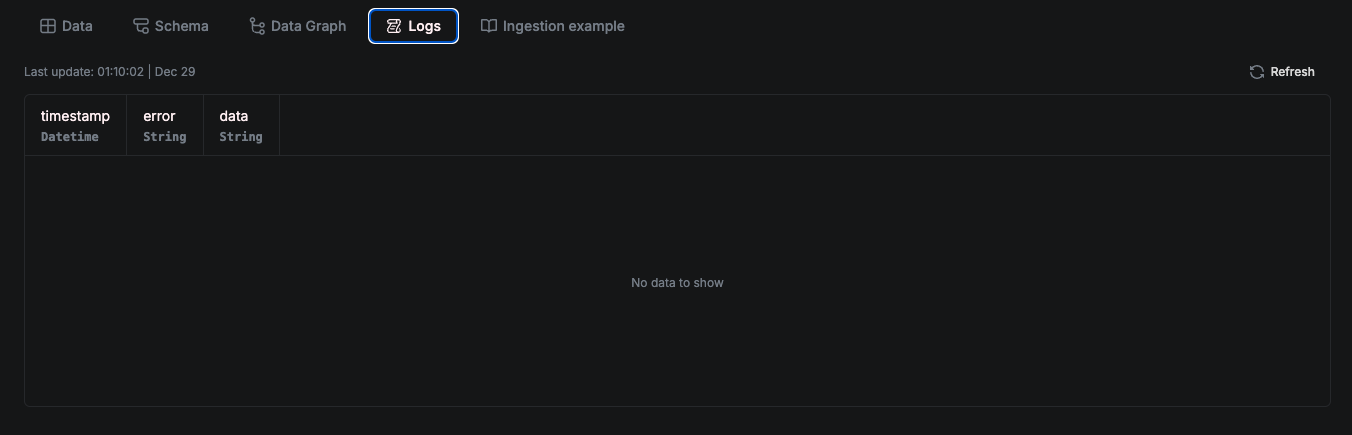 Data Schema Data Graph Logs Ingestion example
Last update: 01:10:02 | Dec 29 Refresh
timestamp error data
Datetime String String
No data to show